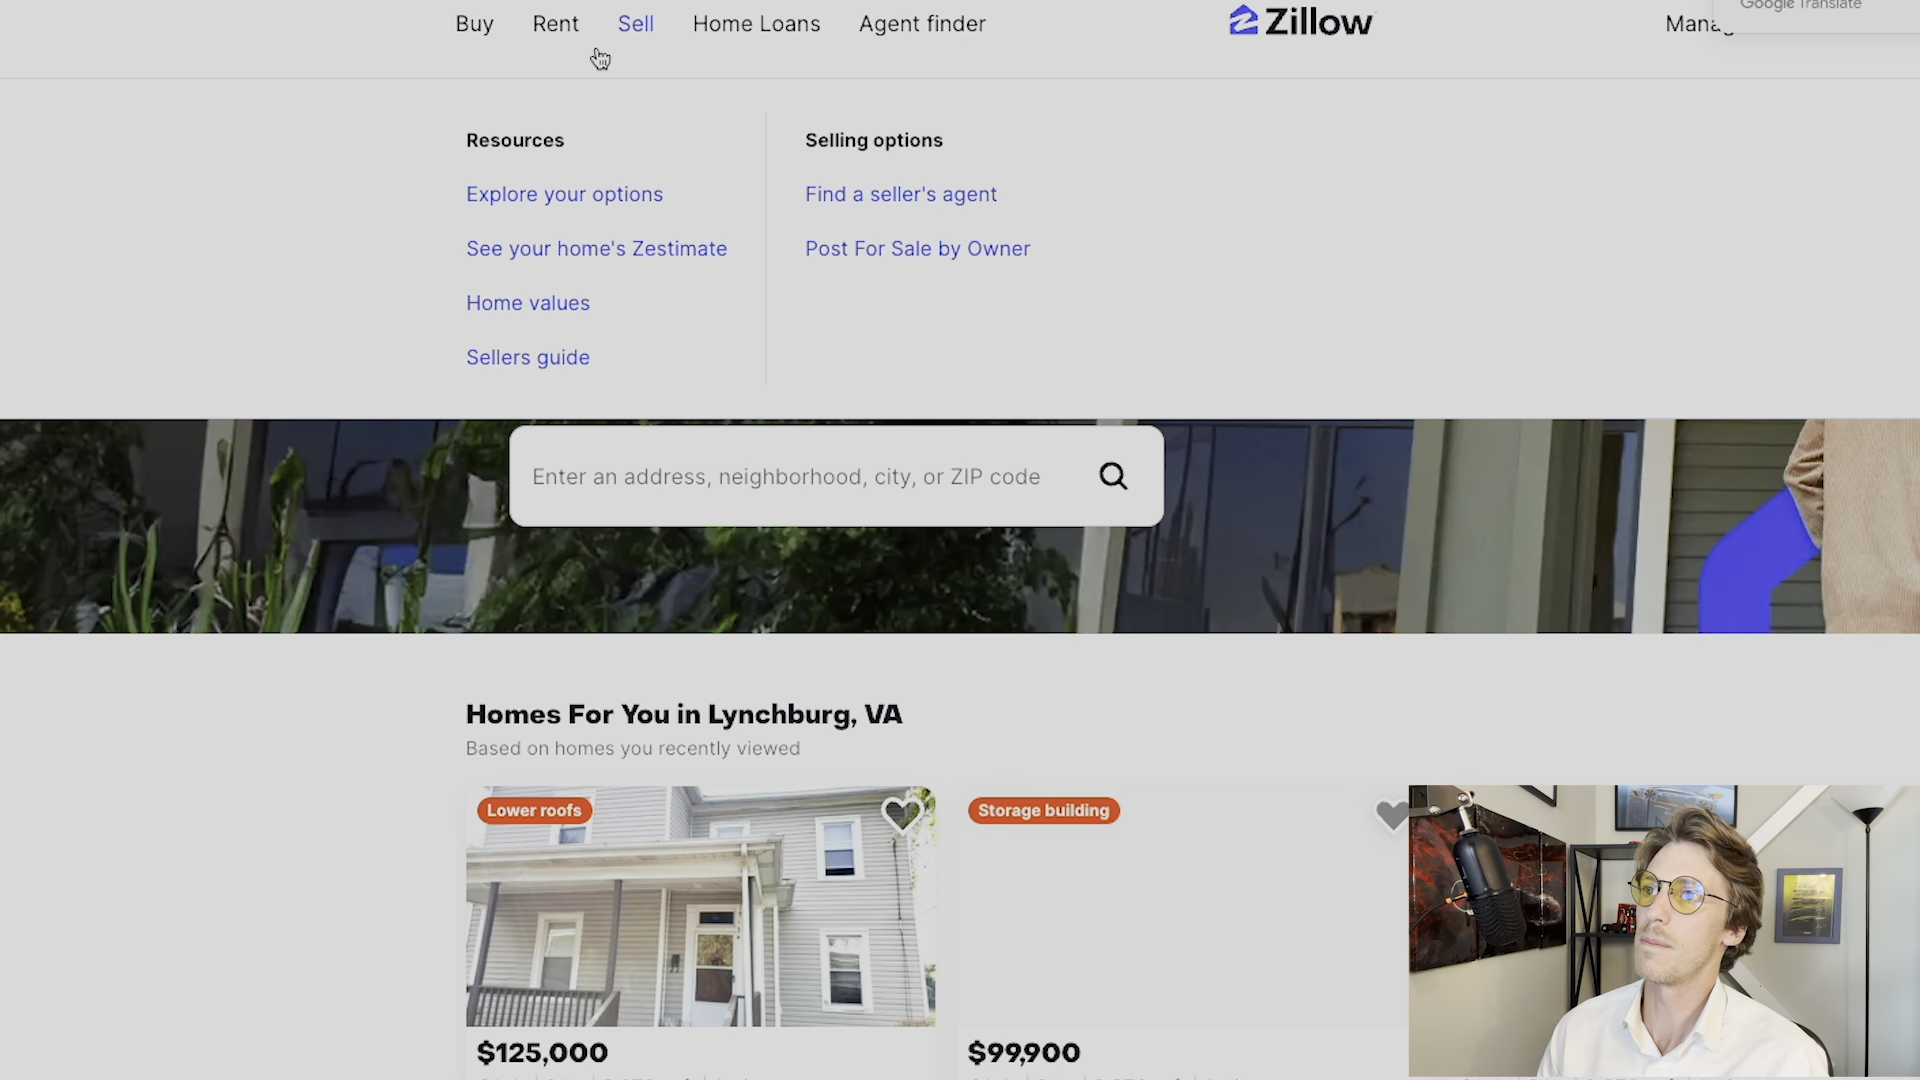 Buy Rent Sell Home Loans Agent finder Zillow
Google Translate
Resources
Explore your options
See your home's Zestimate
Home values
Sellers guide
Selling options
Find a seller's agent
Post For Sale by Owner
Enter an address, neighborhood, city, or ZIP code
Homes For You in Lynchburg, VA
Based on homes you recently viewed
Lower roofs
Storage building
$125,000
$99,900